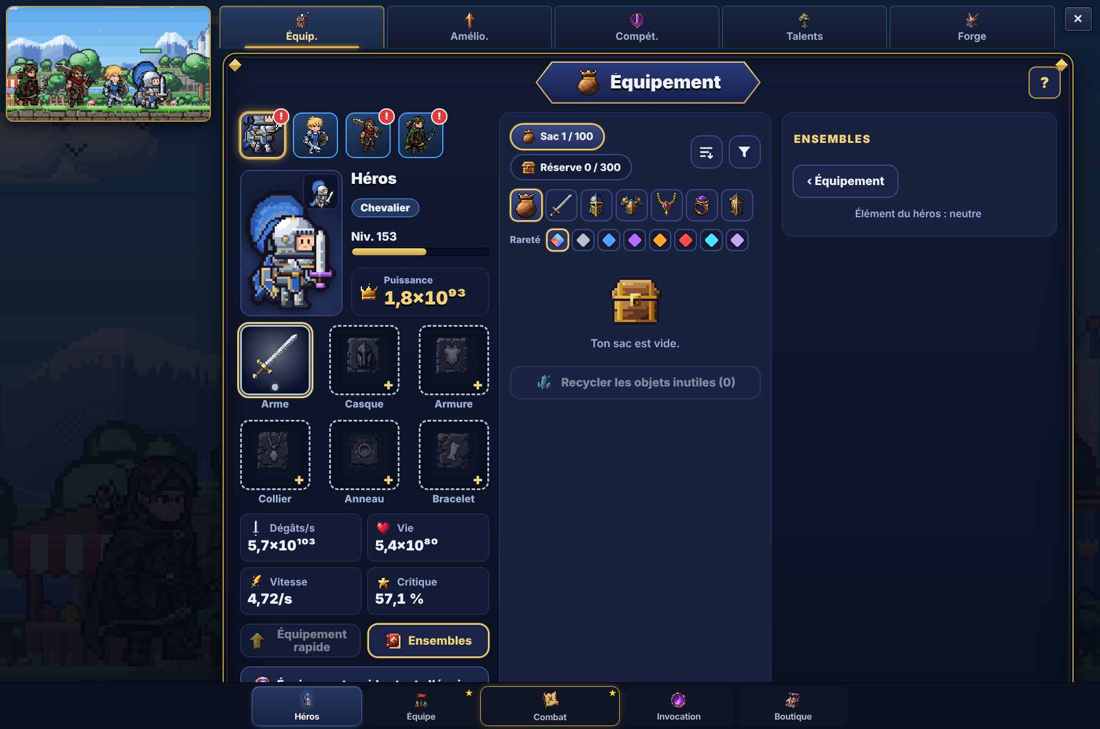 Équip.
Amélio.
Compét.
Talents
Forge
×
Équipement
?
!
!
!
Héros
Chevalier
Niv. 153
Puissance
1,8×10⁹³
Arme
Casque
Armure
Collier
Anneau
Bracelet
Dégâts/s
5,7×10¹⁰³
Vie
5,4×10⁸⁰
Vitesse
4,72/s
Critique
57,1 %
Équipement
rapide
Ensembles
Sac 1 / 100
Réserve 0 / 300
Rareté
Ton sac est vide.
Recycler les objets inutiles (0)
ENSEMBLES
‹ Équipement
Élément du héros : neutre
Héros
Équipe
Combat
Invocation
Boutique